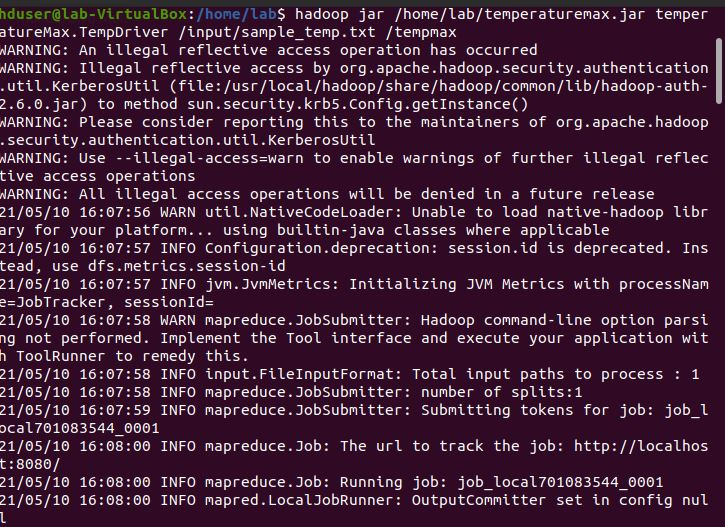 hduser@lab-VirtualBox:/home/lab$ hadoop jar /home/lab/temperaturemax.jar temper
atureMax.TempDriver /input/sample_temp.txt /tempmax
WARNING: An illegal reflective access operation has occurred
WARNING: Illegal reflective access by org.apache.hadoop.security.authentication
.util.KerberosUtil (file:/usr/local/hadoop/share/hadoop/common/lib/hadoop-auth-
2.6.0.jar) to method sun.security.krb5.Config.getInstance()
WARNING: Please consider reporting this to the maintainers of org.apache.hadoop
.security.authentication.util.KerberosUtil
WARNING: Use --illegal-access=warn to enable warnings of further illegal reflec
tive access operations
WARNING: All illegal access operations will be denied in a future release
21/05/10 16:07:56 WARN util.NativeCodeLoader: Unable to load native-hadoop libr
ary for your platform... using builtin-java classes where applicable
21/05/10 16:07:57 INFO Configuration.deprecation: session.id is deprecated. Ins
tead, use dfs.metrics.session-id
21/05/10 16:07:57 INFO jvm.JvmMetrics: Initializing JVM Metrics with processNam
e=JobTracker, sessionId=
21/05/10 16:07:58 WARN mapreduce.JobSubmitter: Hadoop command-line option parsi
ng not performed. Implement the Tool interface and execute your application wit
h ToolRunner to remedy this.
21/05/10 16:07:58 INFO input.FileInputFormat: Total input paths to process : 1
21/05/10 16:07:58 INFO mapreduce.JobSubmitter: number of splits:1
21/05/10 16:07:59 INFO mapreduce.JobSubmitter: Submitting tokens for job: job_l
ocal701083544_0001
21/05/10 16:08:00 INFO mapreduce.Job: The url to track the job: http://localhos
t:8080/
21/05/10 16:08:00 INFO mapreduce.Job: Running job: job_local701083544_0001
21/05/10 16:08:00 INFO mapred.LocalJobRunner: OutputCommitter set in config nul
l